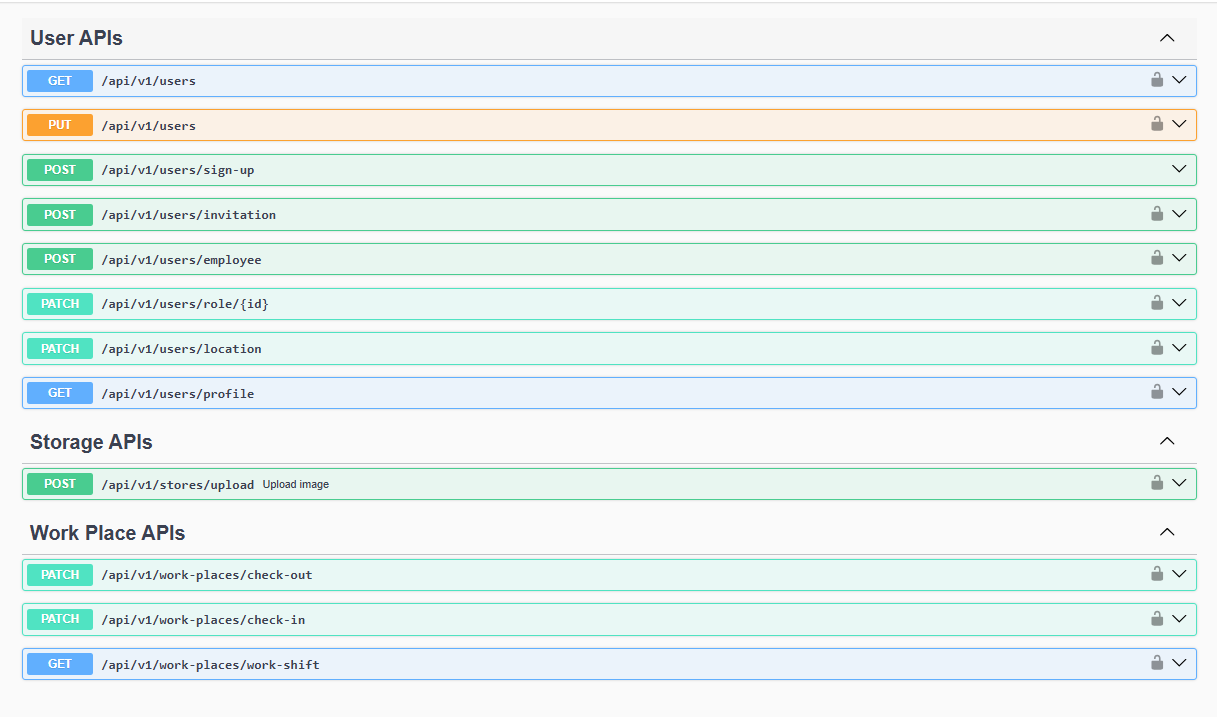 User APIs
GET /api/v1/users
PUT /api/v1/users
POST /api/v1/users/sign-up
POST /api/v1/users/invitation
POST /api/v1/users/employee
PATCH /api/v1/users/role/{id}
PATCH /api/v1/users/location
GET /api/v1/users/profile
Storage APIs
POST /api/v1/stores/upload Upload image
Work Place APIs
PATCH /api/v1/work-places/check-out
PATCH /api/v1/work-places/check-in
GET /api/v1/work-places/work-shift